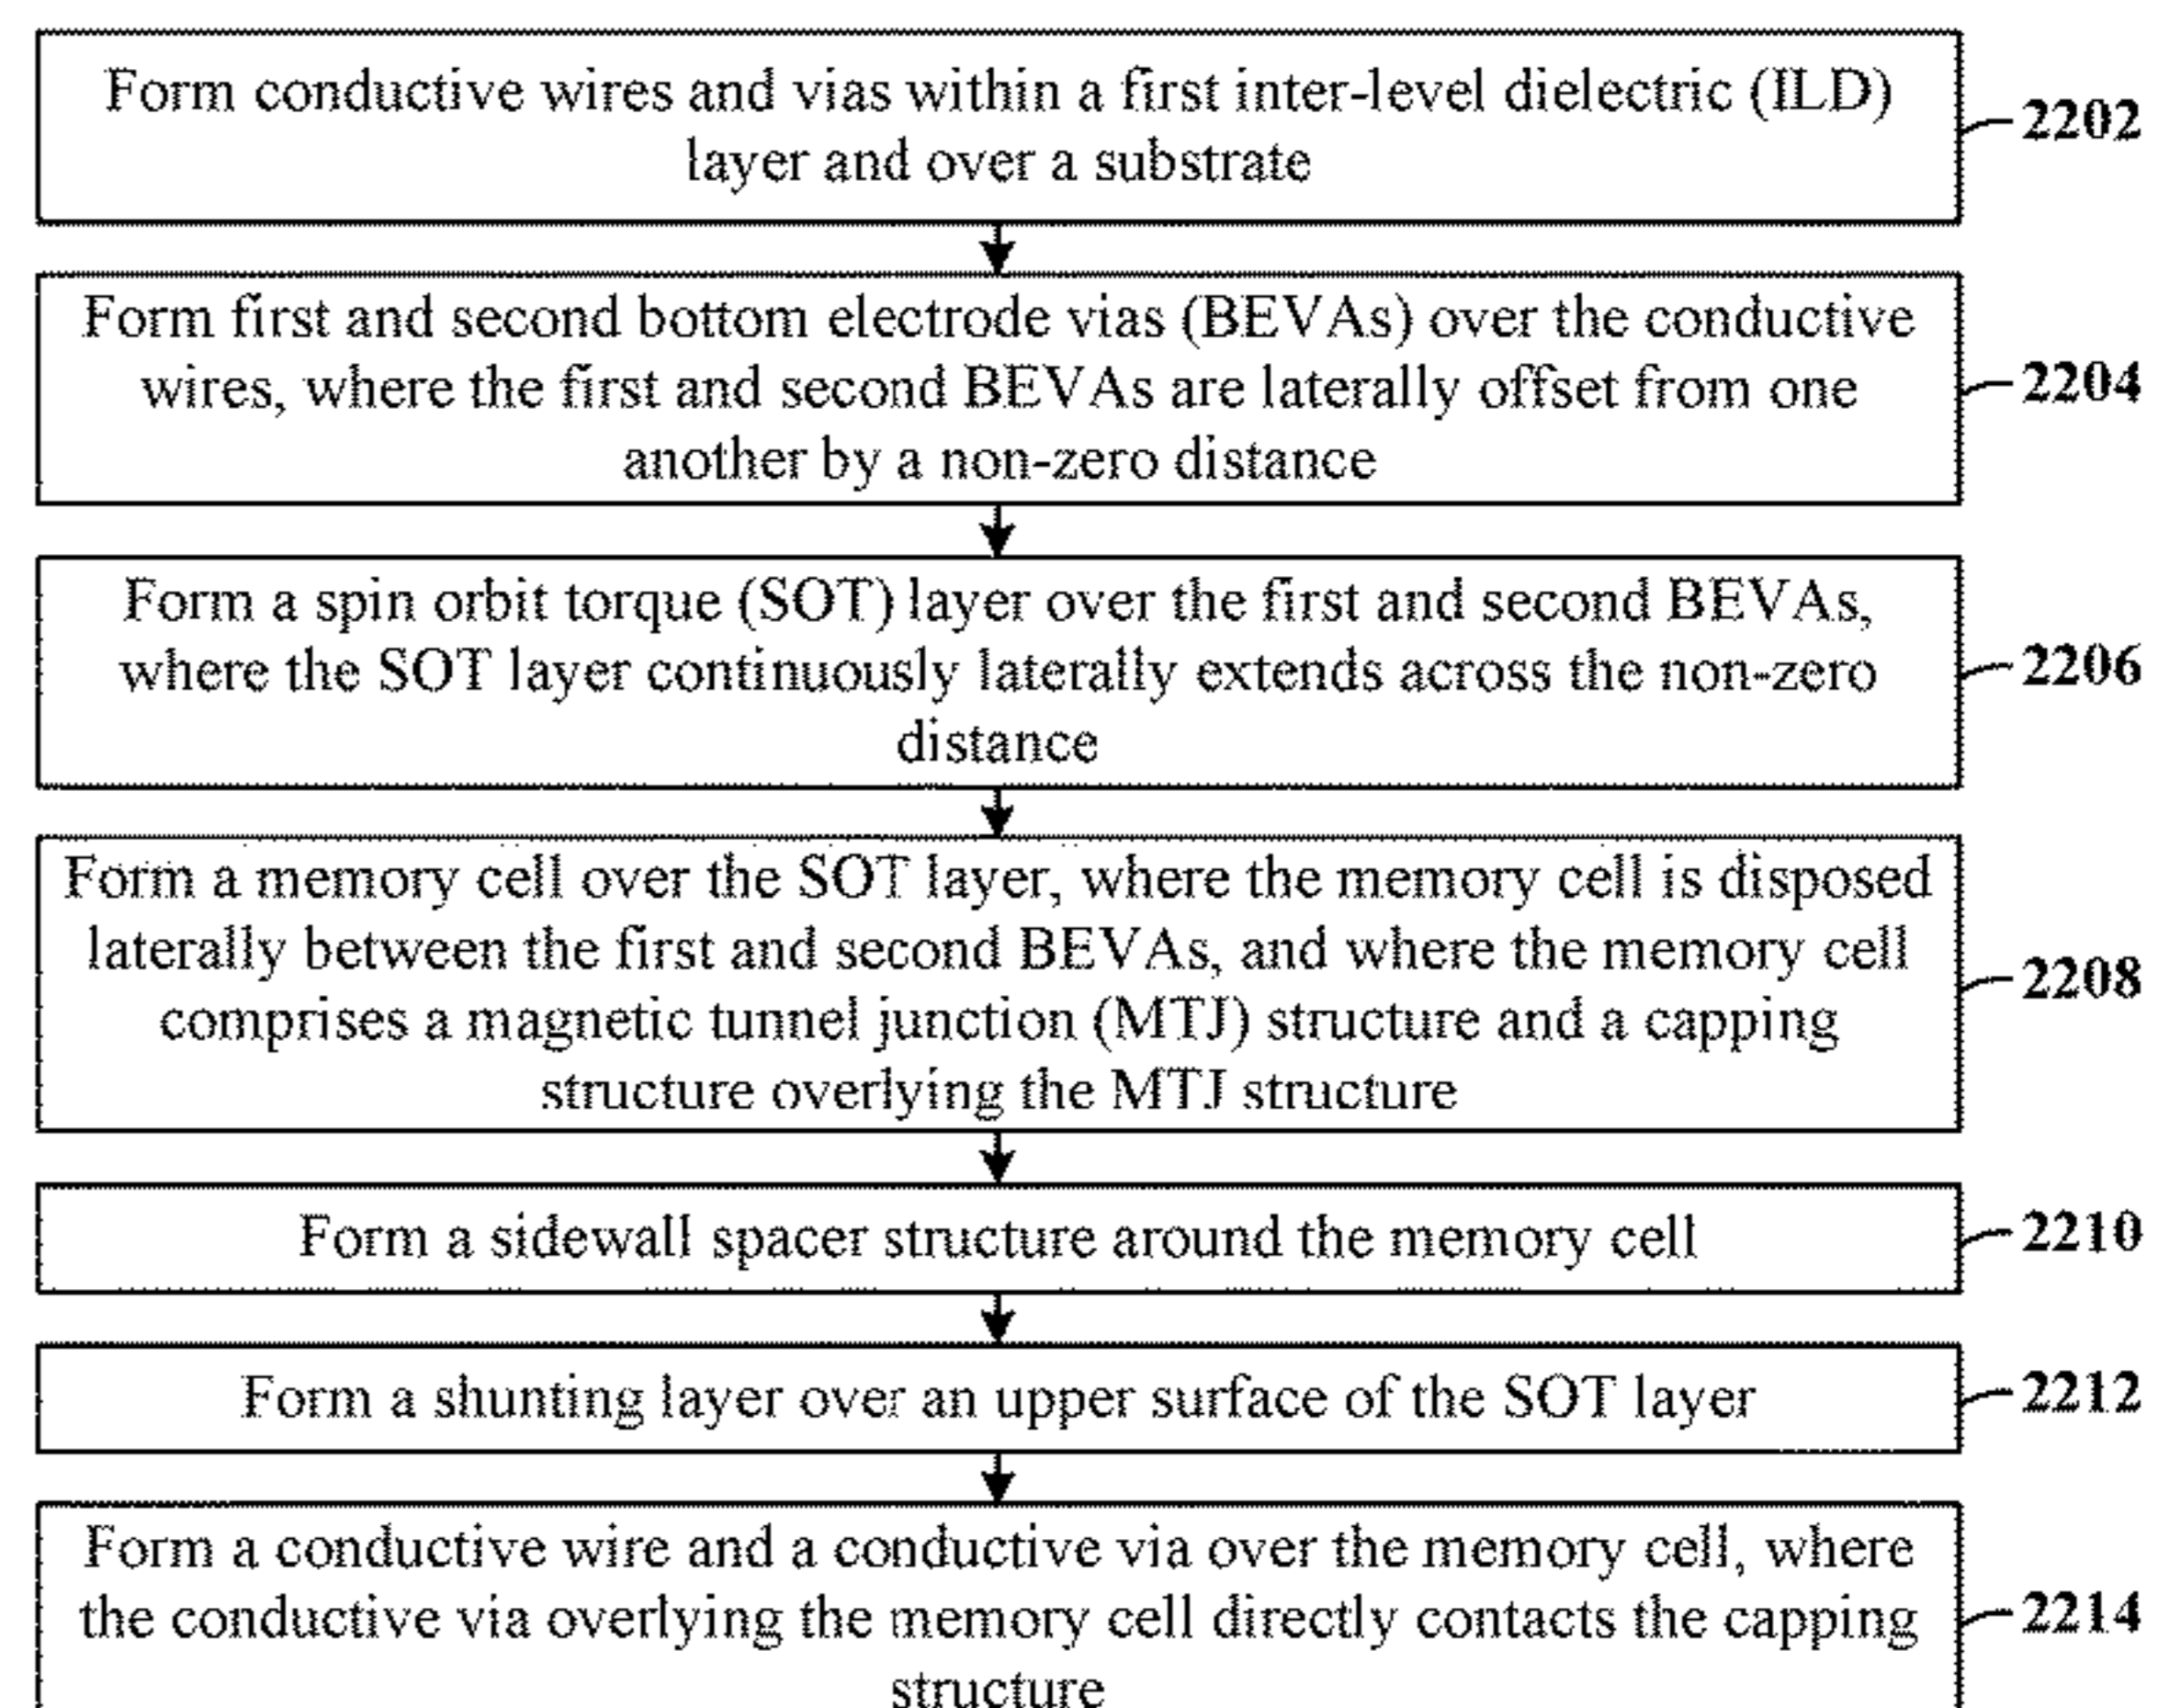 Form conductive wires and vias within a first inter-level dielectric (ILD)
layer and over a substrate
2202
Form first and second bottom electrode vias (BEVAs) over the conductive
wires, where the first and second BEVAs are laterally offset from one
another by a non-zero distance
2204
Form a spin orbit torque (SOT) layer over the first and second BEVAs,
where the SOT layer continuously laterally extends across the non-zero
distance
2206
Form a memory cell over the SOT layer, where the memory cell is disposed
laterally between the first and second BEVAs, and where the memory cell
comprises a magnetic tunnel junction (MTJ) structure and a capping
structure overlying the MTJ structure
2208
Form a sidewall spacer structure around the memory cell
2210
Form a shunting layer over an upper surface of the SOT layer
2212
Form a conductive wire and a conductive via over the memory cell, where
the conductive via overlying the memory cell directly contacts the capping
structure
2214